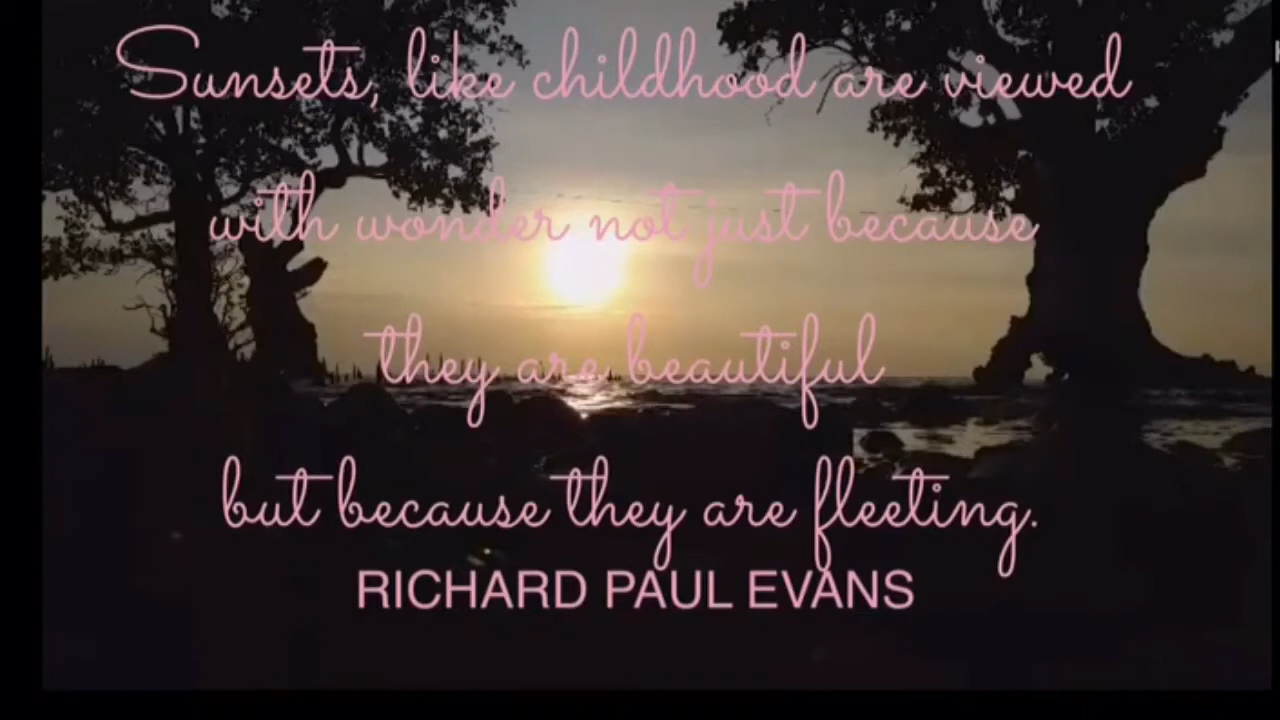 Sunsets, like childhood are viewed
with wonder not just because
they are beautiful
but because they are fleeting.
RICHARD PAUL EVANS